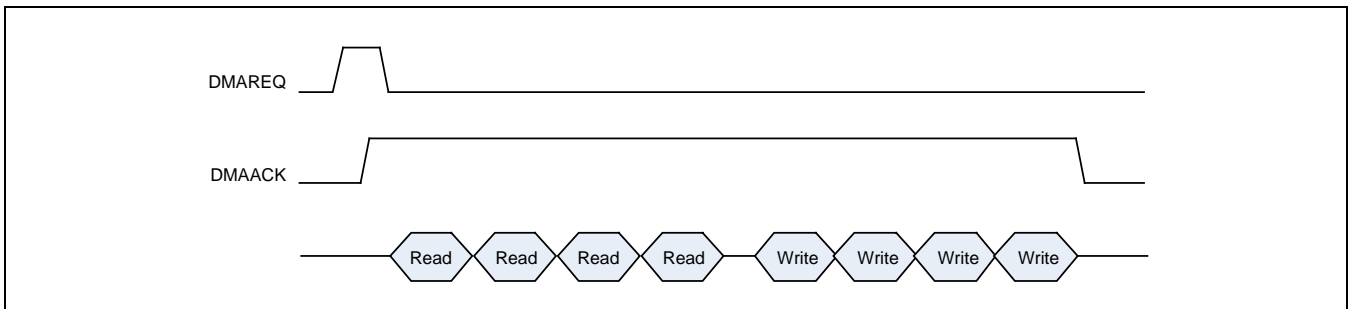 DMAREQ
DMAACK
Read Read Read Read Write Write Write Write